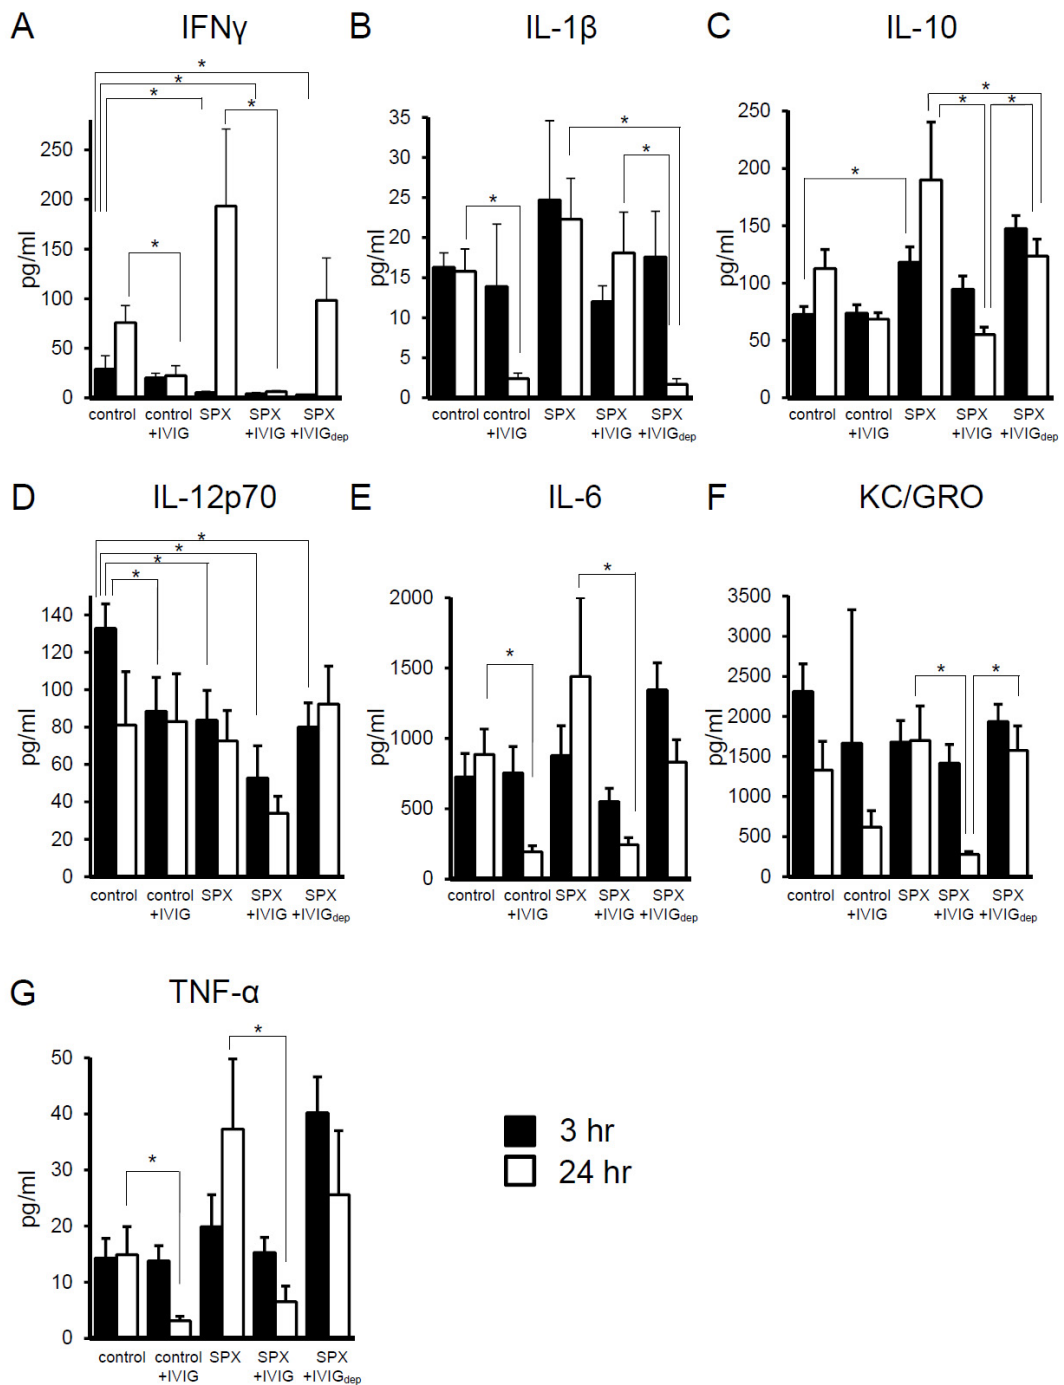 A IFNγ
*
*
*
*
*
250
200
150
100
50
0
pg/ml
control control SPX SPX SPX
+IVIG +IVIG +IVIGdep
B IL-1β
*
*
*
35
30
25
20
15
10
5
0
pg/ml
control control SPX SPX SPX
+IVIG +IVIG +IVIGdep
C IL-10
*
* *
*
250
200
150
100
50
0
pg/ml
control control SPX SPX SPX
+IVIG +IVIG +IVIGdep
D IL-12p70
*
*
*
*
140
120
100
80
60
40
20
0
pg/ml
control control SPX SPX SPX
+IVIG +IVIG +IVIGdep
E IL-6
*
*
2000
1500
1000
500
0
pg/ml
control control SPX SPX SPX
+IVIG +IVIG +IVIGdep
F KC/GRO
* *
3500
3000
2500
2000
1500
1000
500
0
pg/ml
control control SPX SPX SPX
+IVIG +IVIG +IVIGdep
G TNF-α
*
*
50
40
30
20
10
0
pg/ml
control control SPX SPX SPX
+IVIG +IVIG +IVIGdep
3 hr
24 hr